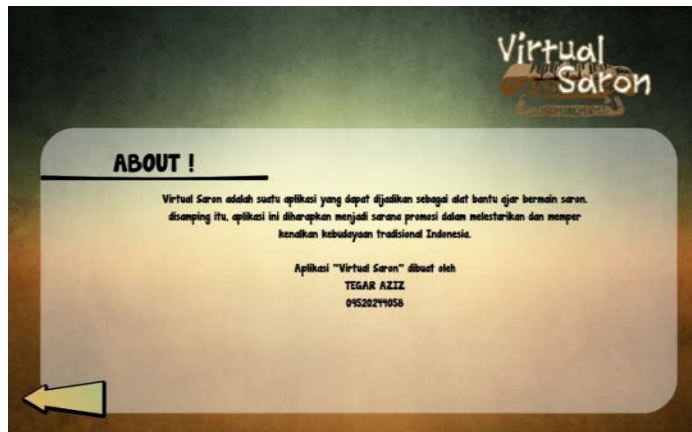 Virtual
Saron
ABOUT !
Virtual Saron adalah suatu aplikasi yang dapat dijadikan sebagai alat bantu ajar bermain saron.
disamping itu, aplikasi ini diharapkan menjadi sarana promosi dalam melestarikan dan memper
kenalkan kebudayaan tradisional Indonesia.
Aplikasi "Virtual Saron" dibuat oleh
TEGAR AZIZ
09520244058